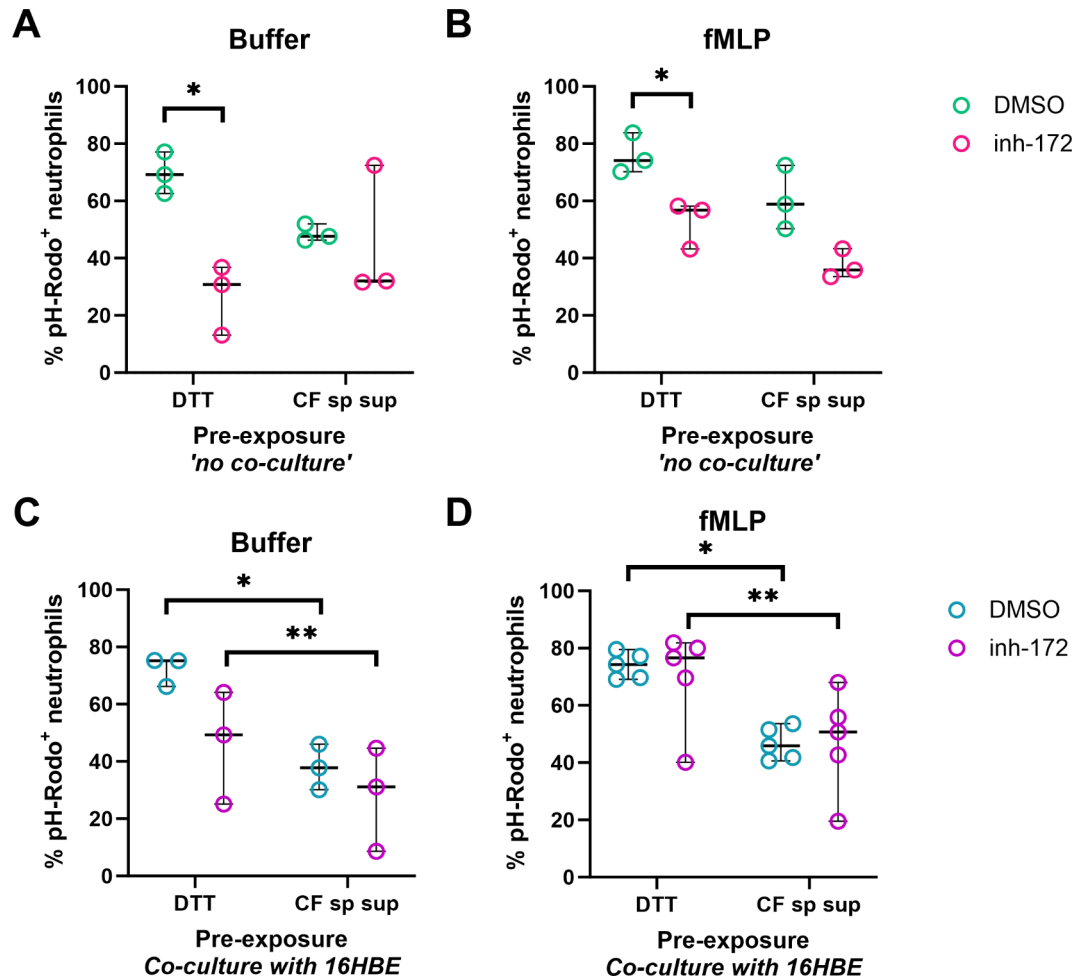 A
Buffer
% pH-Rodo+ neutrophils
100
80
60
40
20
0
*
DTT
CF sp sup
Pre-exposure
'no co-culture'
B
fMLP
% pH-Rodo+ neutrophils
100
80
60
40
20
0
*
DTT
CF sp sup
Pre-exposure
'no co-culture'
DMSO
inh-172
C
Buffer
% pH-Rodo+ neutrophils
100
80
60
40
20
0
*
**
DTT
CF sp sup
Pre-exposure
Co-culture with 16HBE
D
fMLP
% pH-Rodo+ neutrophils
100
80
60
40
20
0
*
**
DTT
CF sp sup
Pre-exposure
Co-culture with 16HBE
DMSO
inh-172